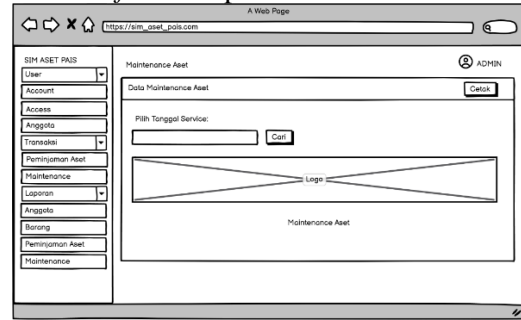 A Web Page
https://sim_aset_pais.com
SIM ASET PAIS
User
Account
Access
Anggota
Transaksi
Peminjaman Aset
Maintenance
Laporan
Anggota
Barang
Peminjaman Aset
Maintenance
Maintenance Aset
ADMIN
Data Maintenance Aset
Cetak
Pilih Tanggal Service:
Cari
Logo
Maintenance Aset